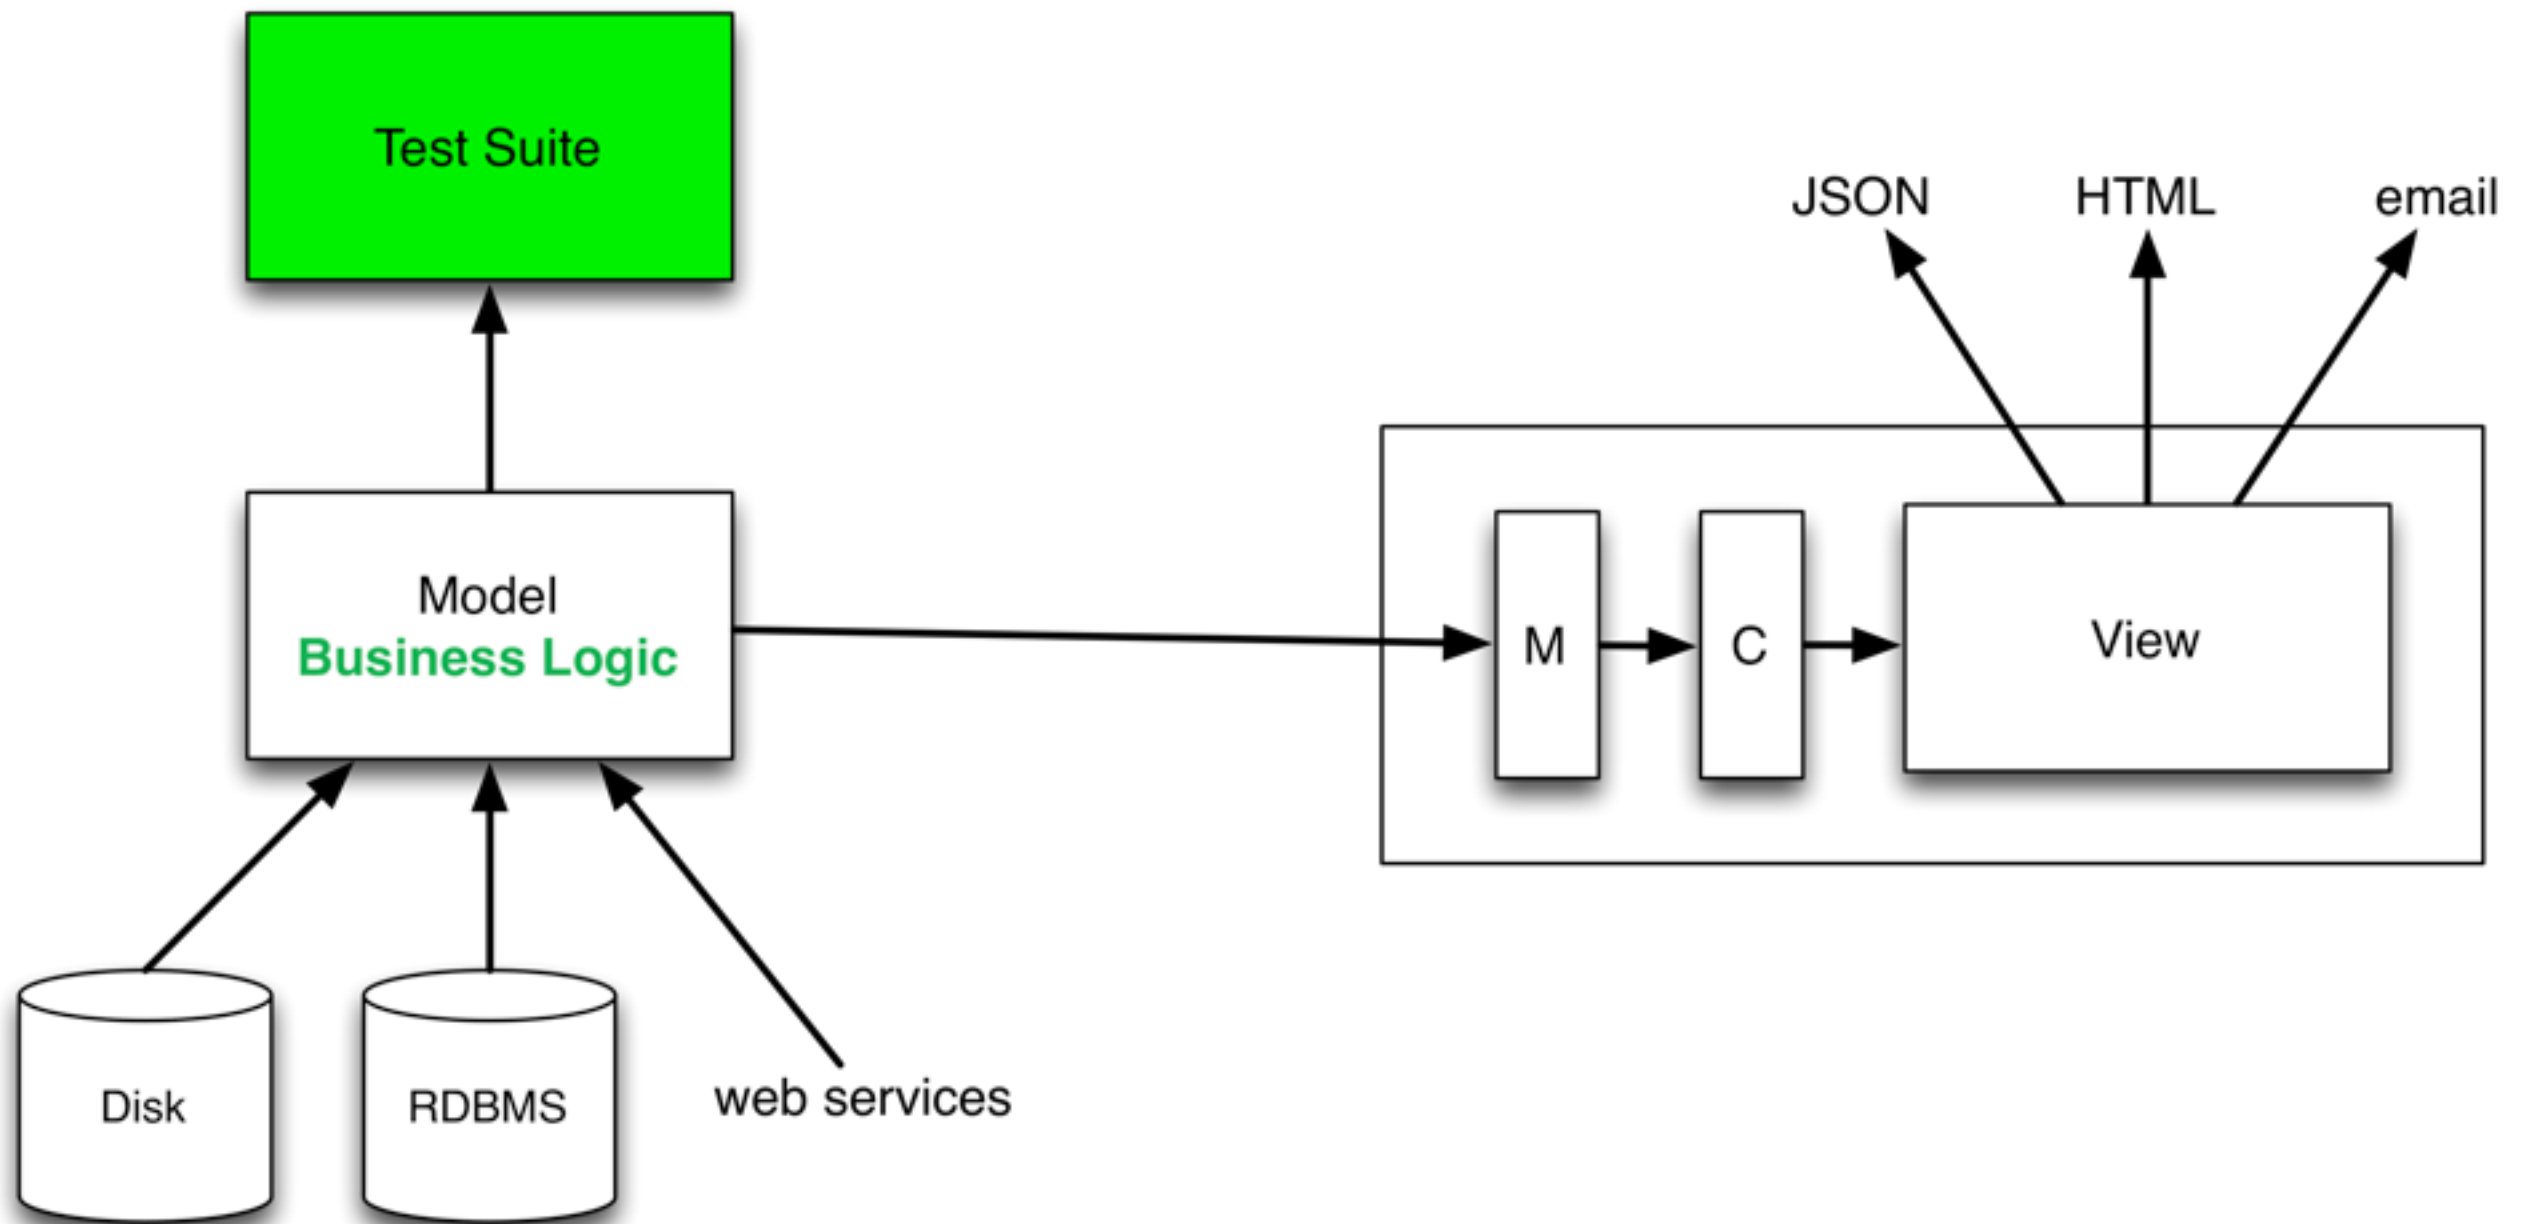 Test Suite
JSON
HTML
email
Model
Business Logic
M
C
View
Disk
RDBMS
web services